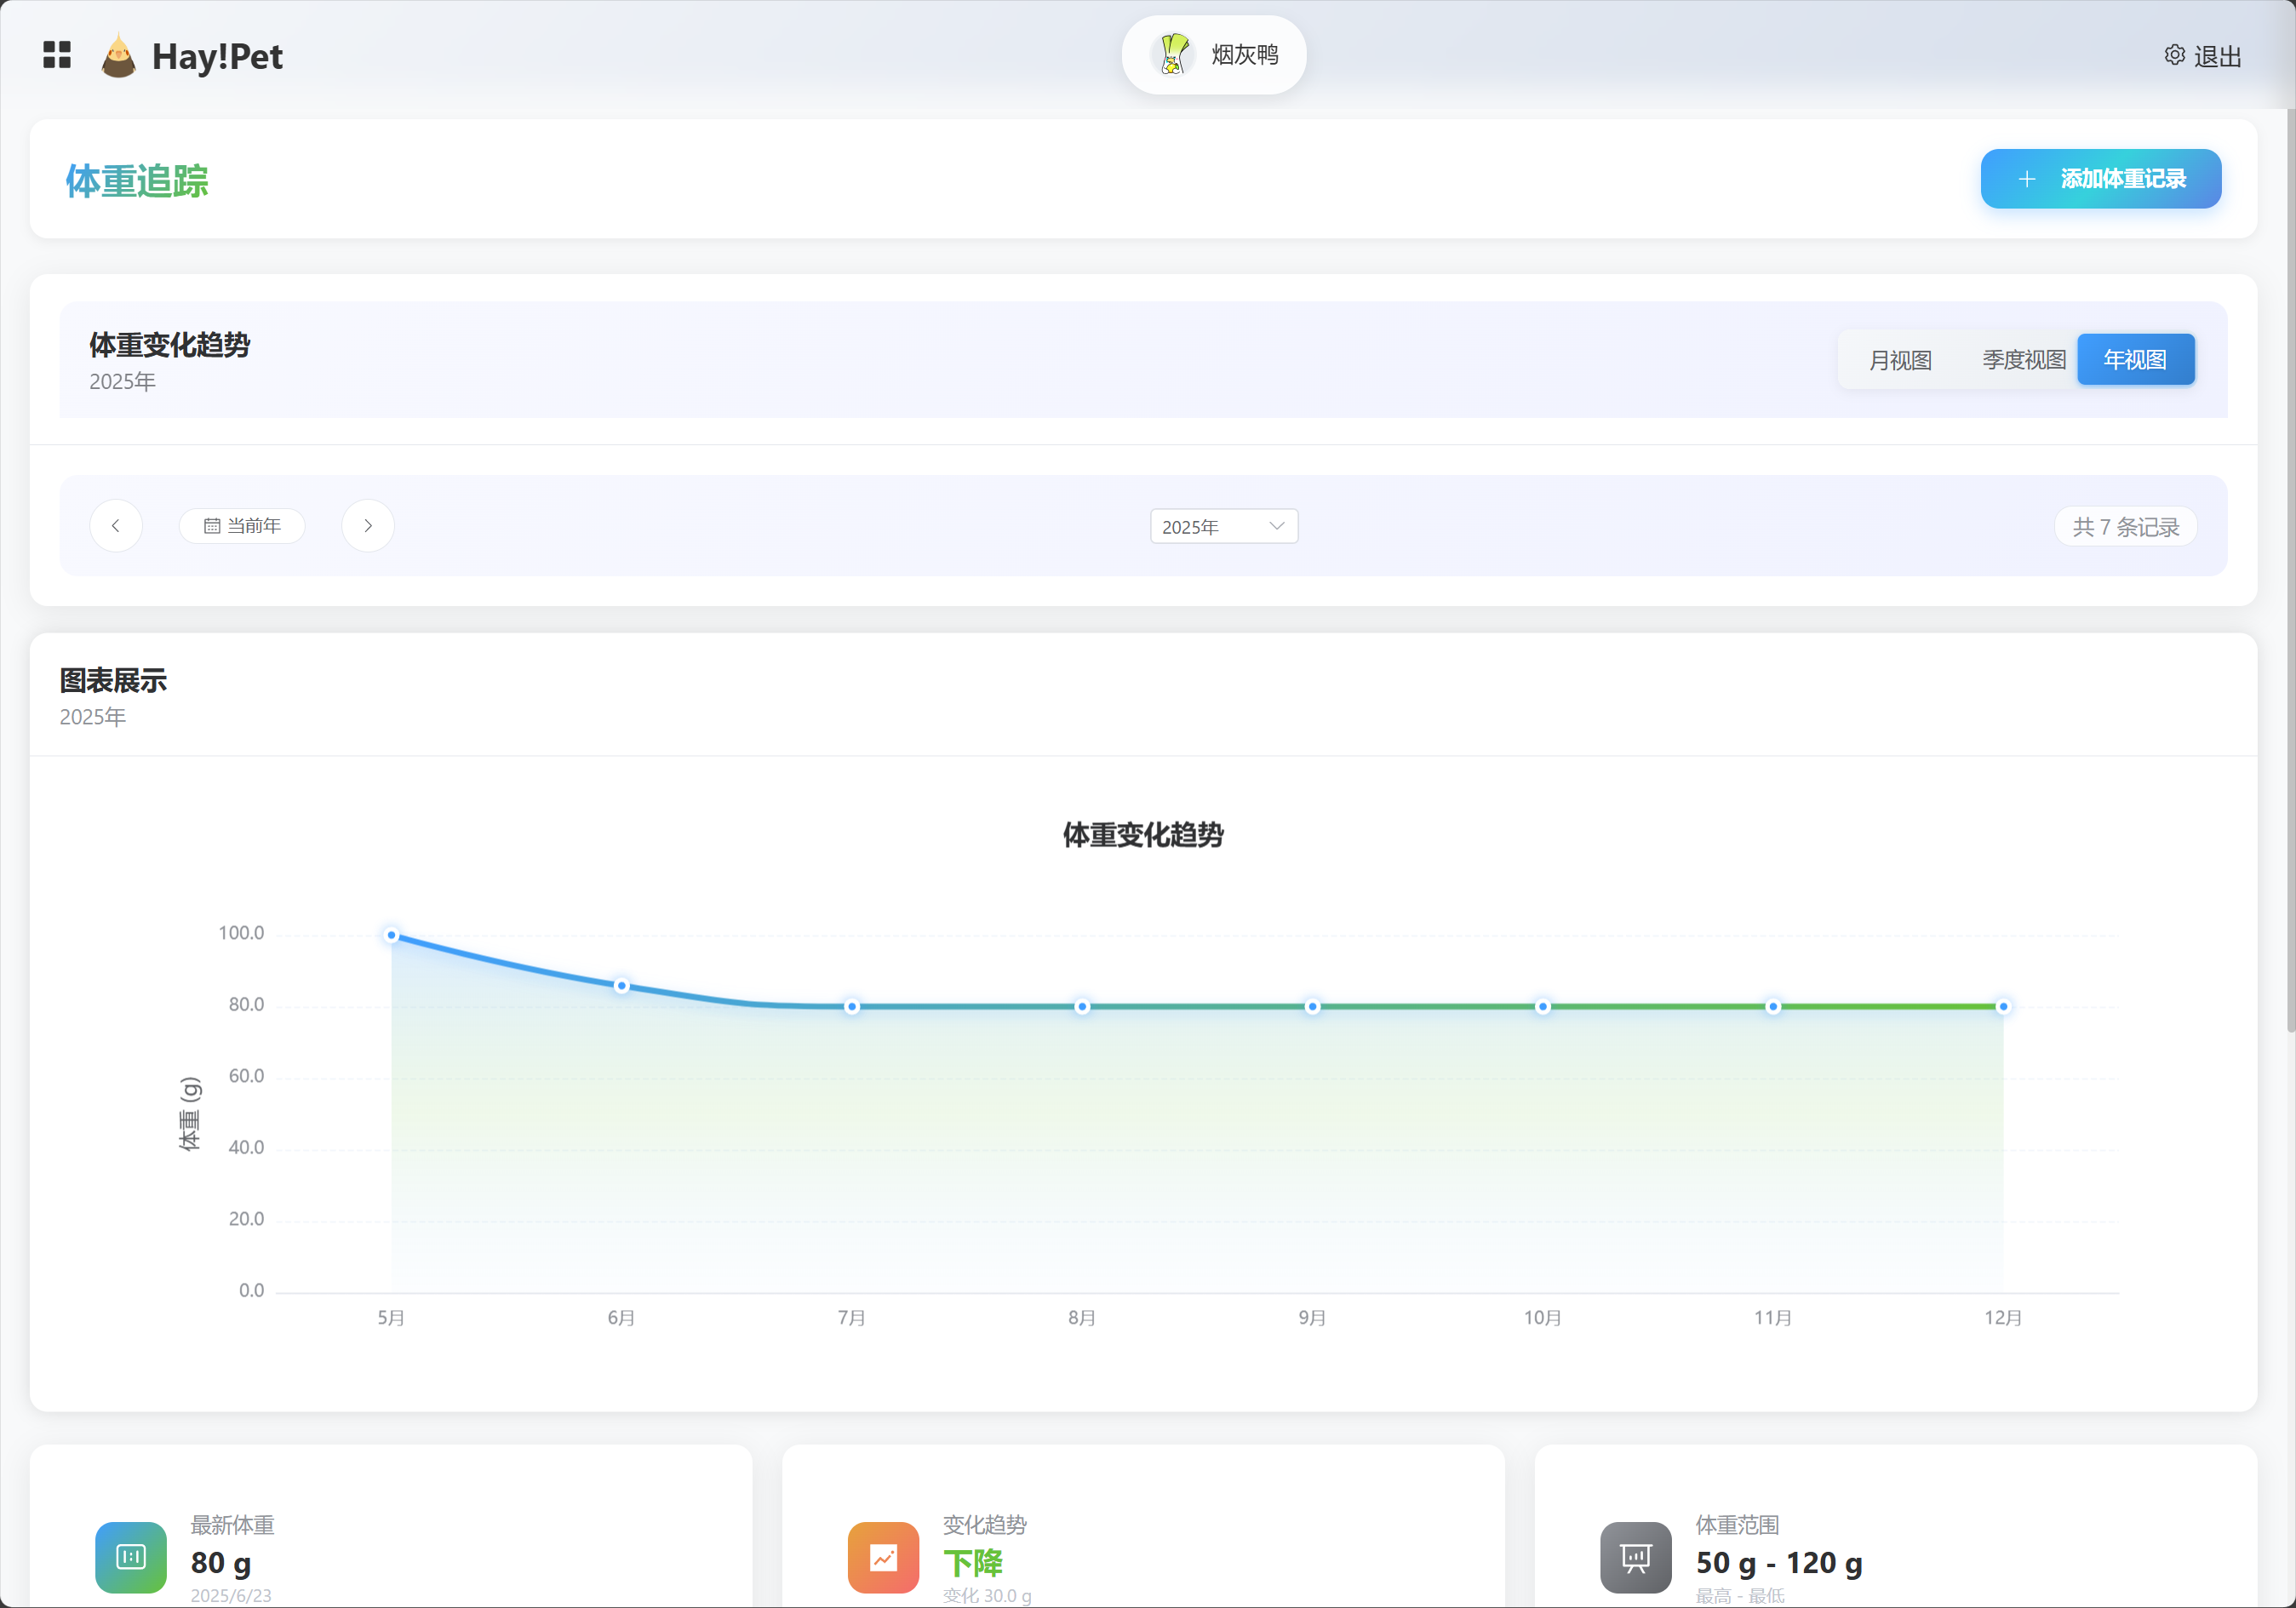 Hay!Pet
烟灰鸭
退出
体重追踪
添加体重记录
体重变化趋势
2025年
月视图
季度视图
年视图
当前年
2025年
共 7 条记录
图表展示
2025年
体重变化趋势
体重 (g)
100.0
80.0
60.0
40.0
20.0
0.0
5月
6月
7月
8月
9月
10月
11月
12月
最新体重
80 g
2025/6/23
变化趋势
下降
变化 30.0 g
体重范围
50 g - 120 g
最高 - 最低